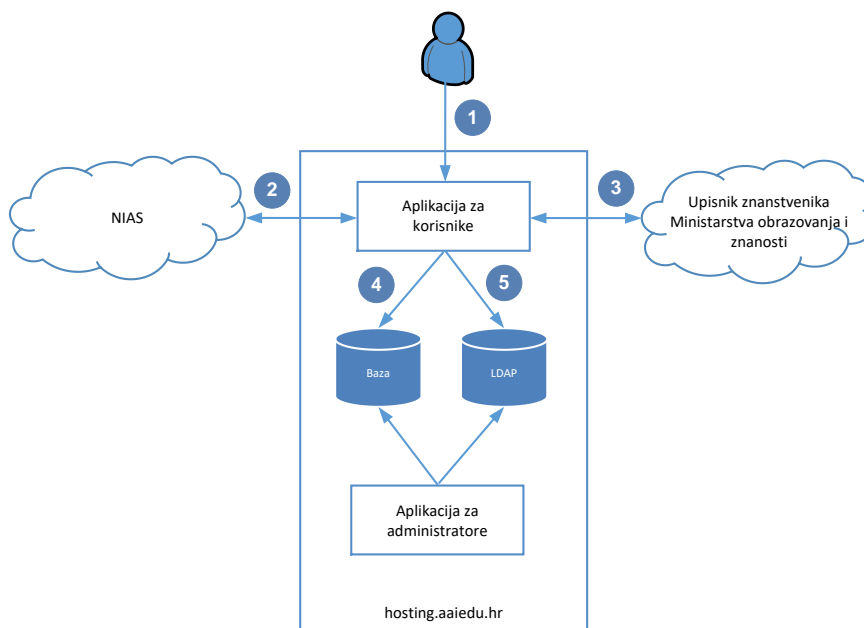 1
2
3
NIAS
Aplikacija za
korisnike
Upisnik znanstvenika
Ministarstva obrazovanja i
znanosti
4
5
Baza
LDAP
Aplikacija za
administratore
hosting.aaiedu.hr